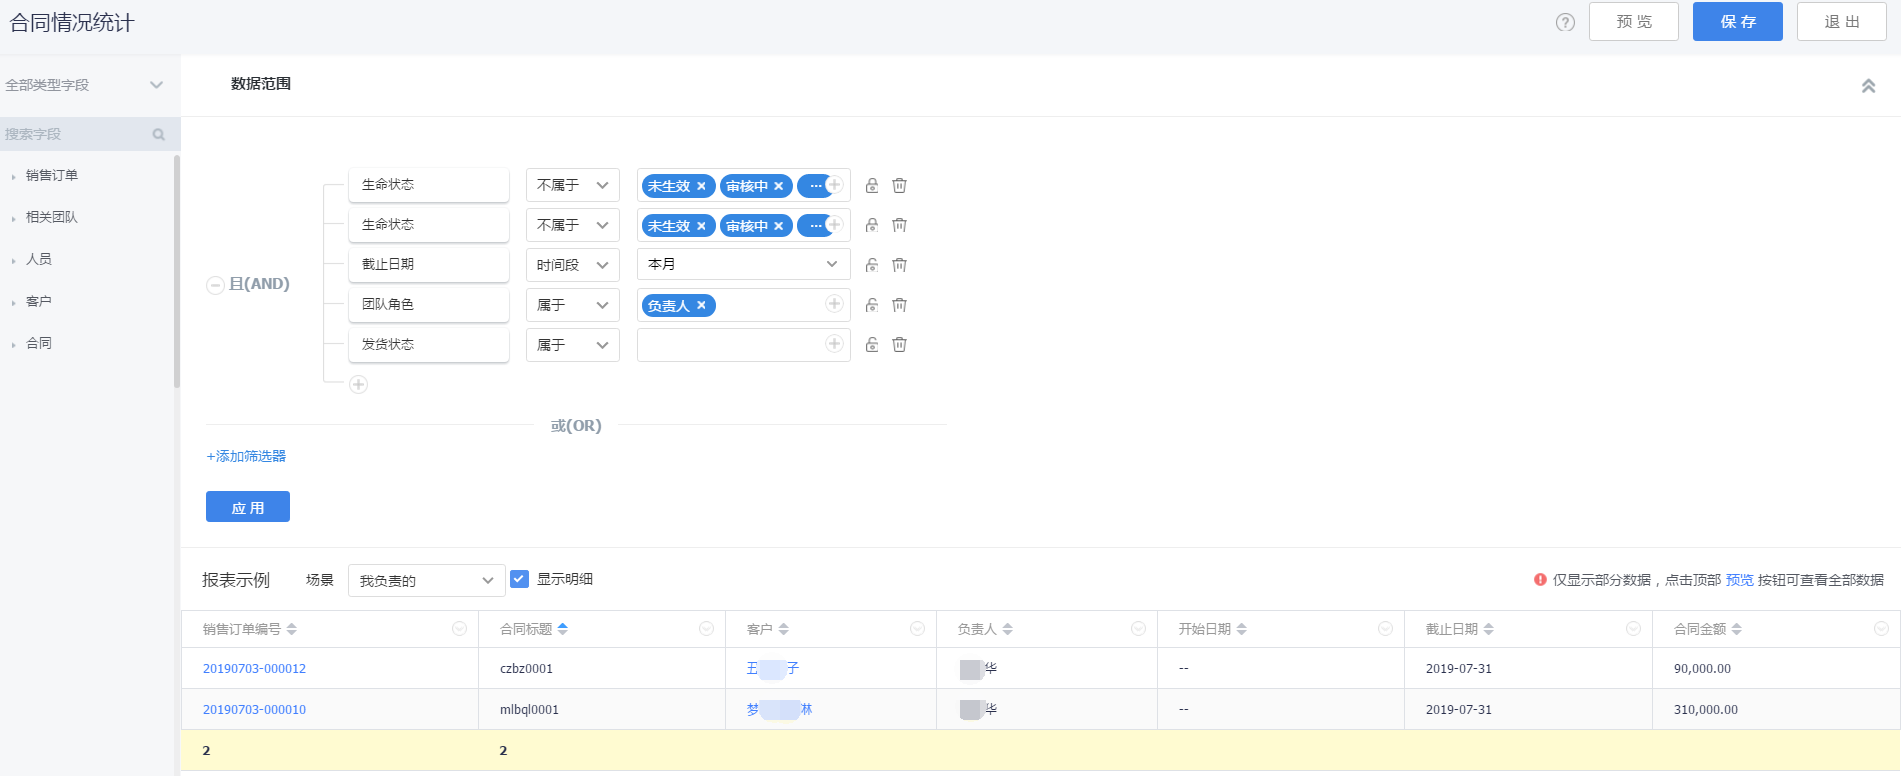 合同情况统计
? 预览 保存 退出
全部类型字段
搜索字段
销售订单
相关团队
人员
客户
合同
数据范围
且(AND)
生命状态 不属于 未生效 × 审核中 × ...
生命状态 不属于 未生效 × 审核中 × ...
截止日期 时间段 本月
团队角色 属于 负责人 ×
发货状态 属于
或(OR)
+添加筛选器
应用
报表示例 场景 我负责的 显示明细 仅显示部分数据，点击顶部 预览 按钮可查看全部数据
销售订单编号 合同标题 客户 负责人 开始日期 截止日期 合同金额
20190703-000012 czbz0001 子 华 -- 2019-07-31 90,000.00
20190703-000010 mlbql0001 梦 淋 华 -- 2019-07-31 310,000.00
2 2